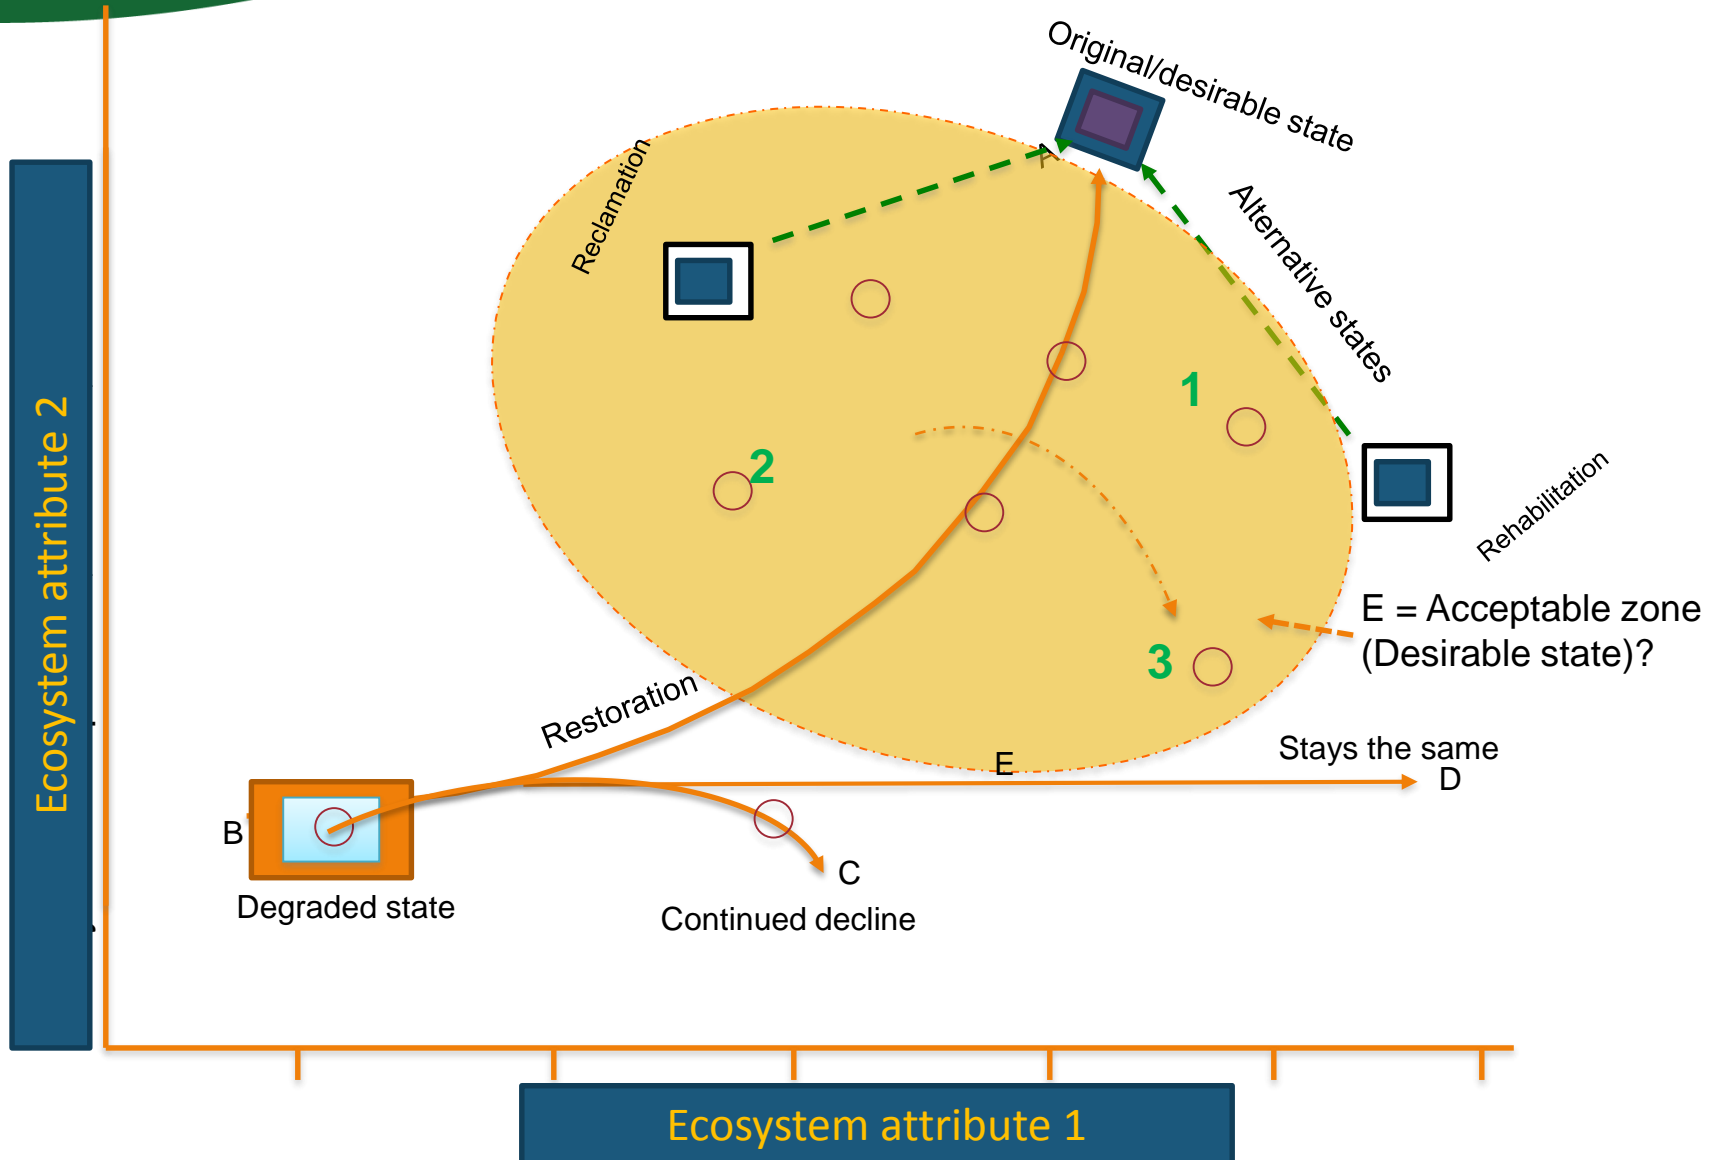 Original/desirable state
A
Reclamation
Alternative states
1
2
Rehabilitation
E = Acceptable zone
(Desirable state)?
3
Restoration
E
Stays the same
D
B
C
Degraded state
Continued decline
Ecosystem attribute 2
Ecosystem attribute 1